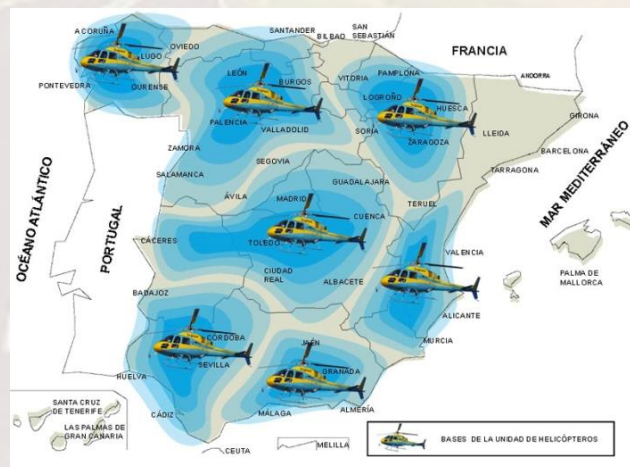 A CORUÑA
LUGO
OVIEDO
SANTANDER
BILBAO
SAN
SEBASTIÁN
FRANCIA
PONTEVEDRA
OURENSE
LEÓN
BURGOS
VITORIA
PAMPLONA
ANDORRA
LOGROÑO
HUESCA
GIRONA
PALENCIA
VALLADOLID
SORIA
ZARAGOZA
LLEIDA
BARCELONA
TARRAGONA
ZAMORA
SEGOVIA
SALAMANCA
ÁVILA
GUADALAJARA
MADRID
CUENCA
TERUEL
MAR MEDITERRÁNEO
OCÉANO ATLÁNTICO
PORTUGAL
CÁCERES
TOLEDO
VALENCIA
PALMA DE
MALLORCA
CIUDAD
REAL
ALBACETE
BADAJOZ
ALICANTE
CÓRDOBA
JAÉN
MURCIA
SEVILLA
HUELVA
GRANADA
CÁDIZ
MÁLAGA
ALMERÍA
SANTA CRUZ
DE TENERIFE
LAS PALMAS DE
GRAN CANARIA
CEUTA
MELILLA
BASES DE LA UNIDAD DE HELICÓPTEROS